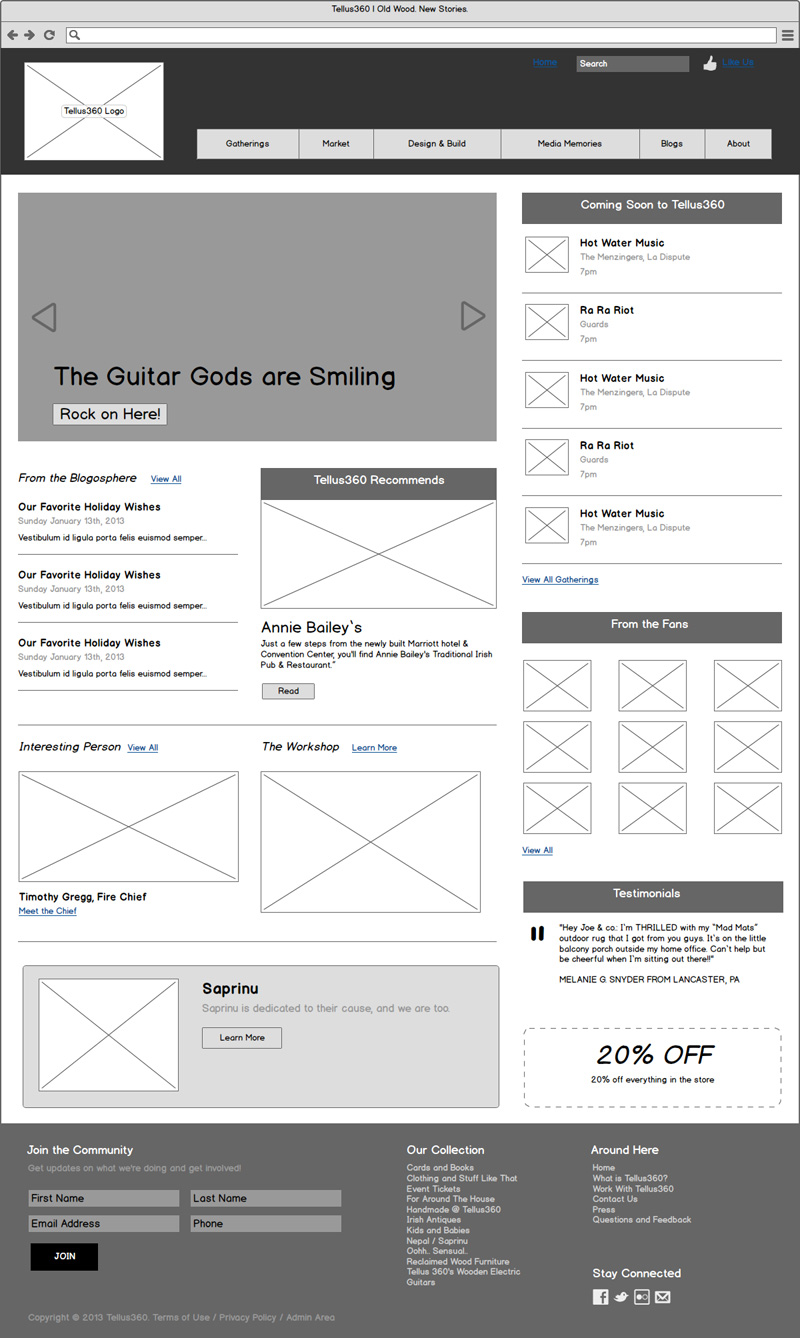 Tellus360 | Old Wood. New Stories.
Home
Search
Like Us
Tellus360 Logo
Gatherings
Market
Design & Build
Media Memories
Blogs
About
The Guitar Gods are Smiling
Rock on Here!
From the Blogosphere View All
Our Favorite Holiday Wishes
Sunday January 13th, 2013
Vestibulum id ligula porta felis euismod semper...
Our Favorite Holiday Wishes
Sunday January 13th, 2013
Vestibulum id ligula porta felis euismod semper...
Our Favorite Holiday Wishes
Sunday January 13th, 2013
Vestibulum id ligula porta felis euismod semper...
Tellus360 Recommends
Annie Bailey`s
Just a few steps from the newly built Marriott hotel &
Convention Center, you'll find Annie Bailey's Traditional Irish
Pub & Restaurant."
Read
Interesting Person View All
Timothy Gregg, Fire Chief
Meet the Chief
The Workshop Learn More
Saprinu
Saprinu is dedicated to their cause, and we are too.
Learn More
Coming Soon to Tellus360
Hot Water Music
The Menzingers, La Dispute
7pm
Ra Ra Riot
Guards
7pm
Hot Water Music
The Menzingers, La Dispute
7pm
Ra Ra Riot
Guards
7pm
Hot Water Music
The Menzingers, La Dispute
7pm
View All Gatherings
From the Fans
View All
Testimonials
"Hey Joe & co.: I'm THRILLED with my "Mad Mats"
outdoor rug that I got from you guys. It's on the little
balcony porch outside my home office. Can't help but
be cheerful when I'm sitting out there!!"
MELANIE G SNYDER FROM LANCASTER, PA
20% OFF
20% off everything in the store
Join the Community
Get updates on what we're doing and get involved!
First Name
Last Name
Email Address
Phone
JOIN
Our Collection
Cards and Books
Clothing and Stuff Like That
Event Tickets
For Around The House
Handmade @ Tellus360
Irish Antiques
Kids and Babies
Nepal / Saprinu
Oohh.. Sensual..
Reclaimed Wood Furniture
Tellus 360's Wooden Electric
Guitars
Around Here
Home
What is Tellus360?
Work With Tellus360
Contact Us
Press
Questions and Feedback
Stay Connected
Copyright © 2013 Tellus360. Terms of Use / Privacy Policy / Admin Area